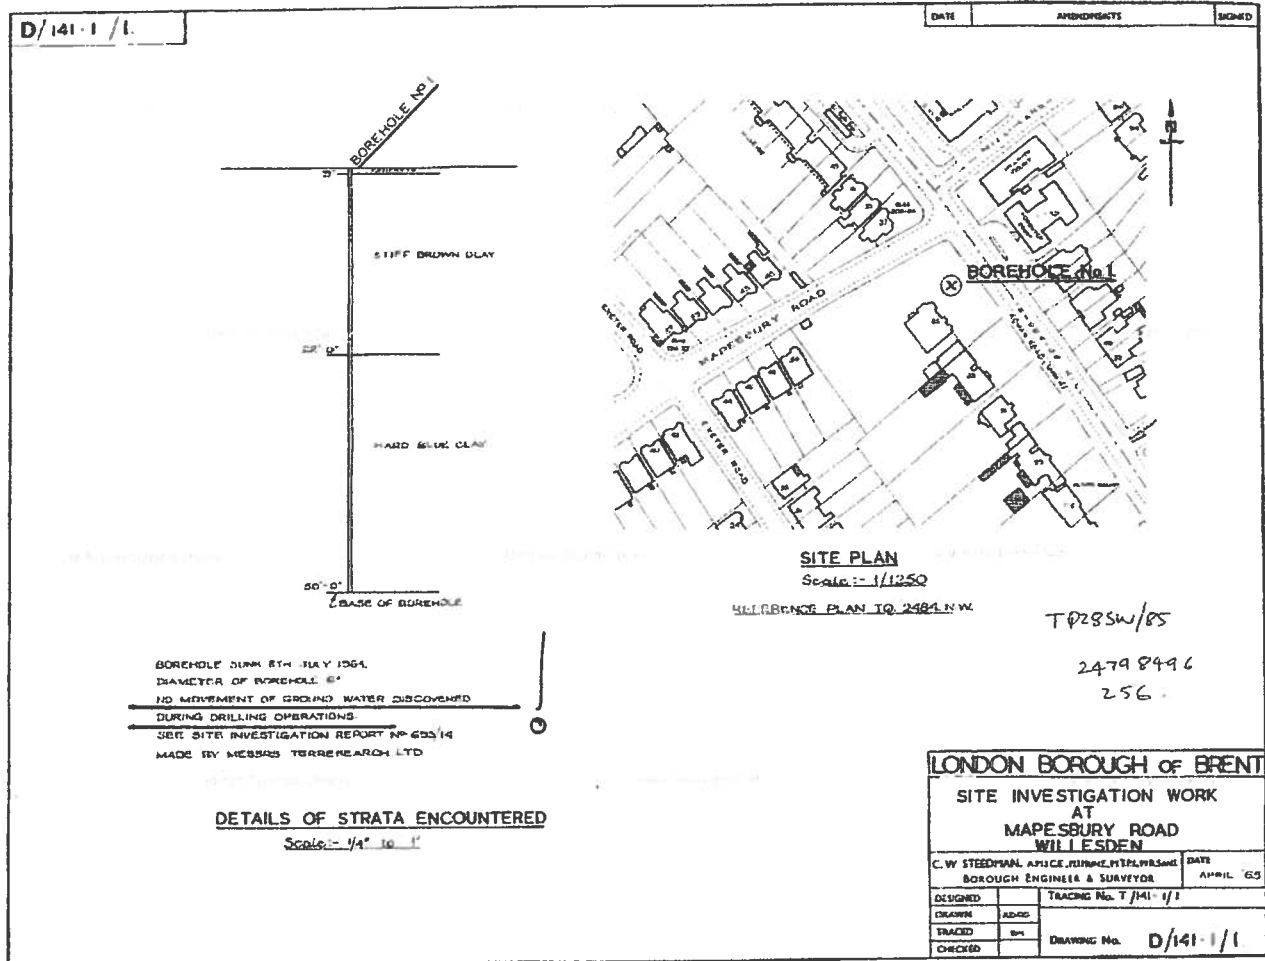 D/141·1/1.
DATE AMENDMENTS SIGNED
BOREHOLE No 1
STIFF BROWN CLAY
HARD BLUE CLAY
50'-0"
BASE OF BOREHOLE
BOREHOLE SUNK 8TH JULY 1964.
DIAMETER OF BOREHOLE 6"
NO MOVEMENT OF GROUND WATER DISCOVERED
DURING DRILLING OPERATIONS
SEE SITE INVESTIGATION REPORT No 693/14
MADE BY MESSRS TERRESEARCH LTD
DETAILS OF STRATA ENCOUNTERED
Scale:- 1/4" to 1'
BOREHOLE No 1
MAPESBURY ROAD
EXETER ROAD
EXETER ROAD
SITE PLAN
Scale:- 1/1250
REFERENCE PLAN TQ. 2484 N.W.
TQ28SW/85
2479 8496
256.
LONDON BOROUGH OF BRENT
SITE INVESTIGATION WORK
AT
MAPESBURY ROAD
WILLESDEN
C.W STEEDMAN.
BOROUGH ENGINEER & SURVEYOR
DATE
APRIL '65
DESIGNED
TRACING No. T/141-1/1
DRAWN
TRACED
CHECKED
DRAWING No. D/141·1/1